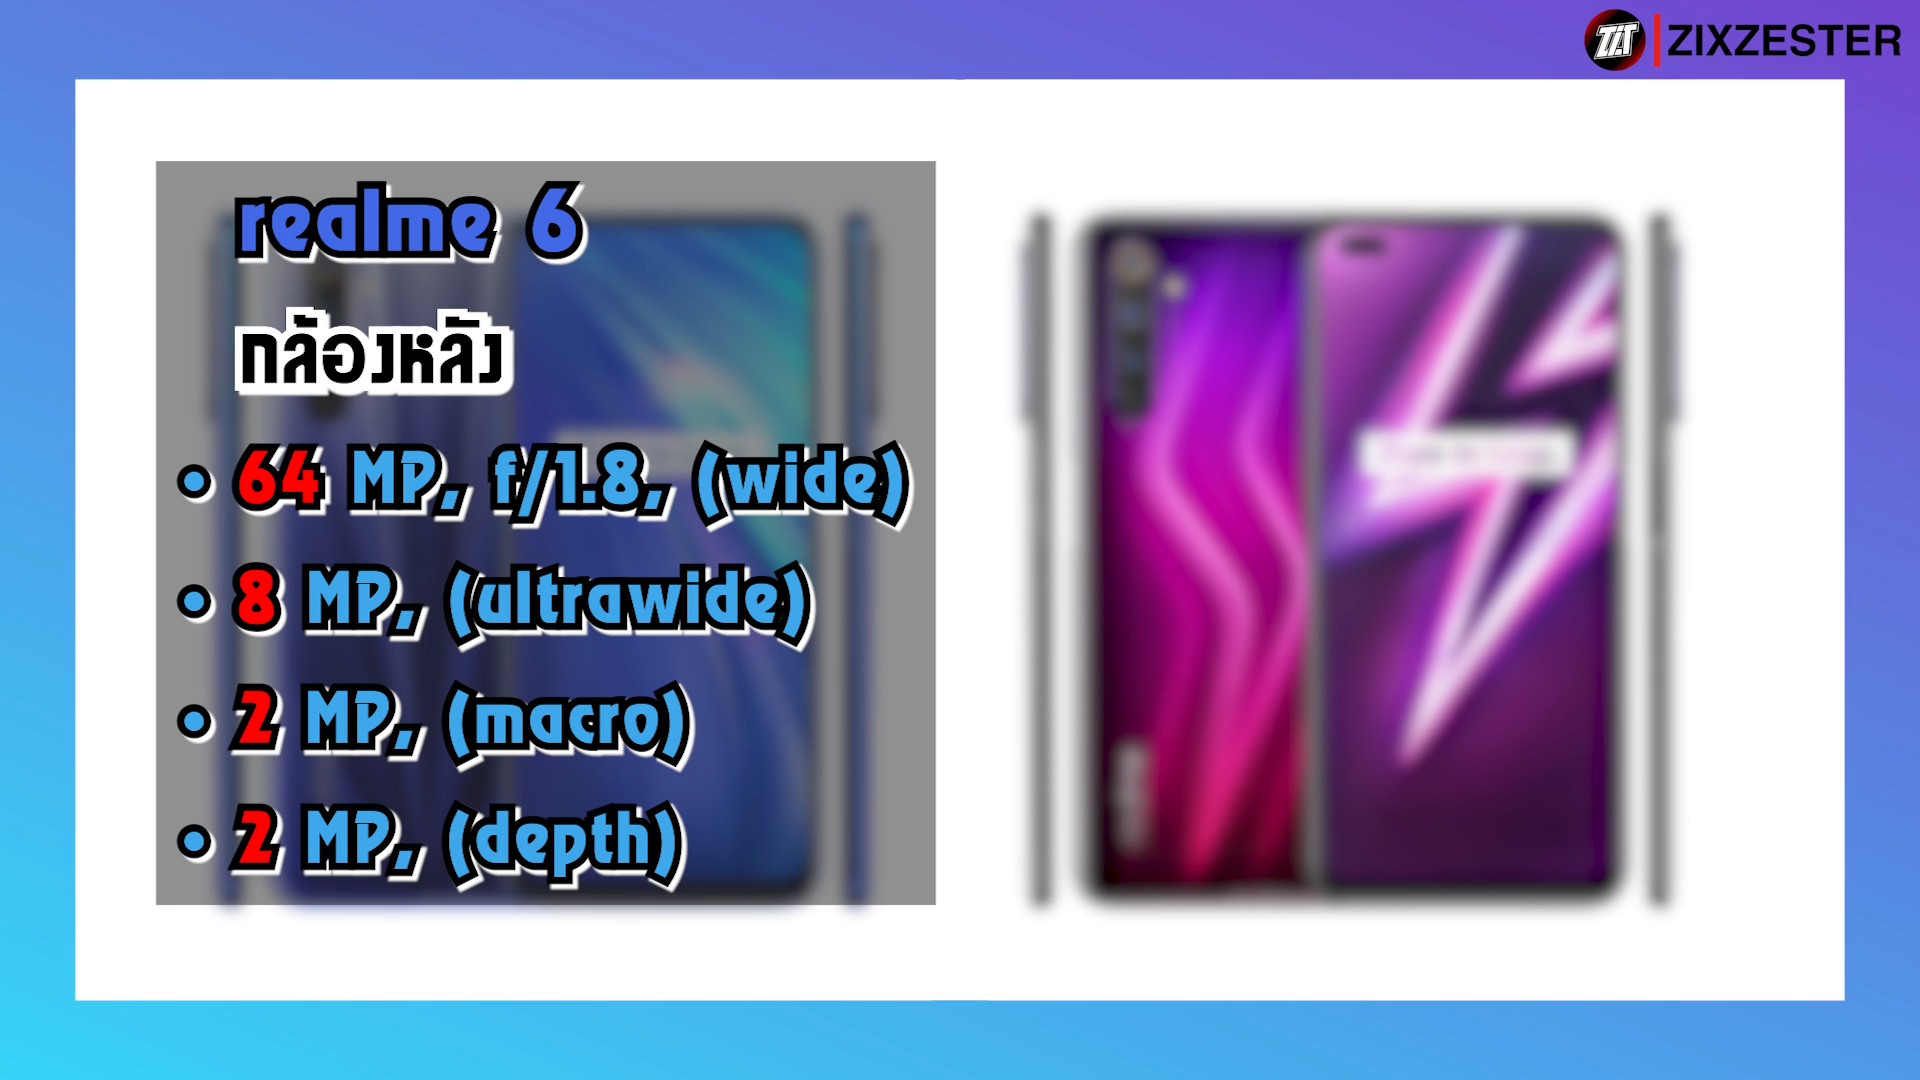 ZIXZESTER
realme 6
กล้องหลัง
• 64 MP, f/1.8, (wide)
• 8 MP, (ultrawide)
• 2 MP, (macro)
• 2 MP, (depth)